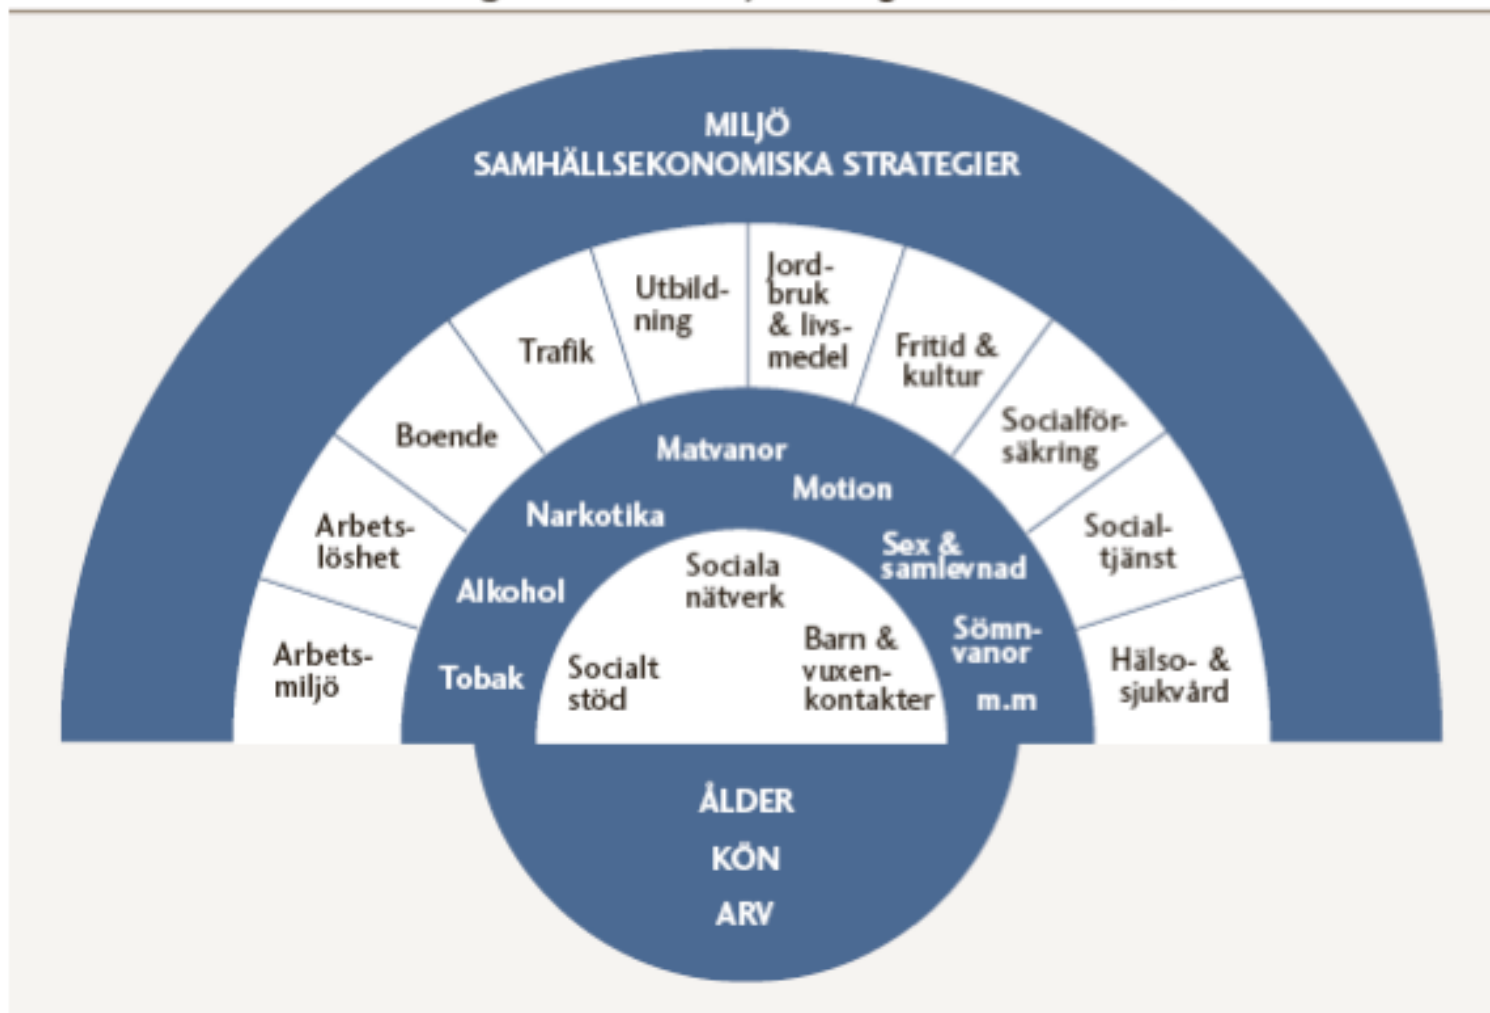 MILJÖ
SAMHÄLLSEKONOMISKA STRATEGIER
Arbets-
miljö
Arbets-
löshet
Boende
Trafik
Utbild-
ning
Jord-
bruk
& livs-
medel
Fritid &
kultur
Socialför-
säkring
Social-
tjänst
Hälso- &
sjukvård
Tobak
Alkohol
Narkotika
Matvanor
Motion
Sex &
samlevnad
Sömn-
vanor
m.m
Socialt
stöd
Sociala
nätverk
Barn &
vuxen-
kontakter
ÅLDER
KÖN
ARV